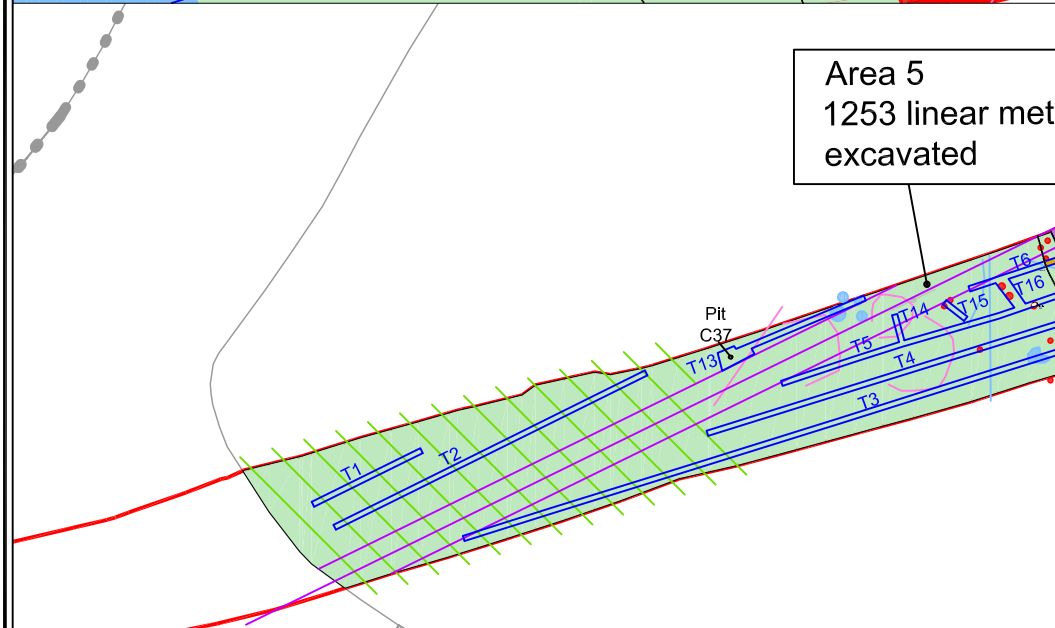 Area 5
1253 linear met
excavated
T6
T16
T15
T14
Pit
C37
T5
T13
T4
T3
T2
T1